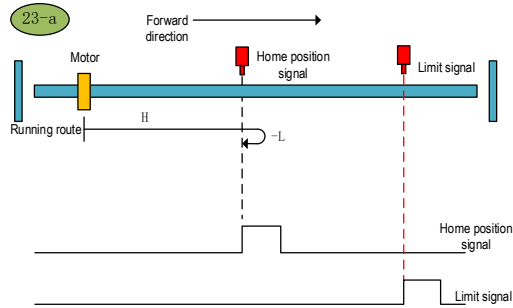 23-a
Forward
direction
Motor
Home position
signal
Limit signal
Running route
H
-L
Home position
signal
Limit signal